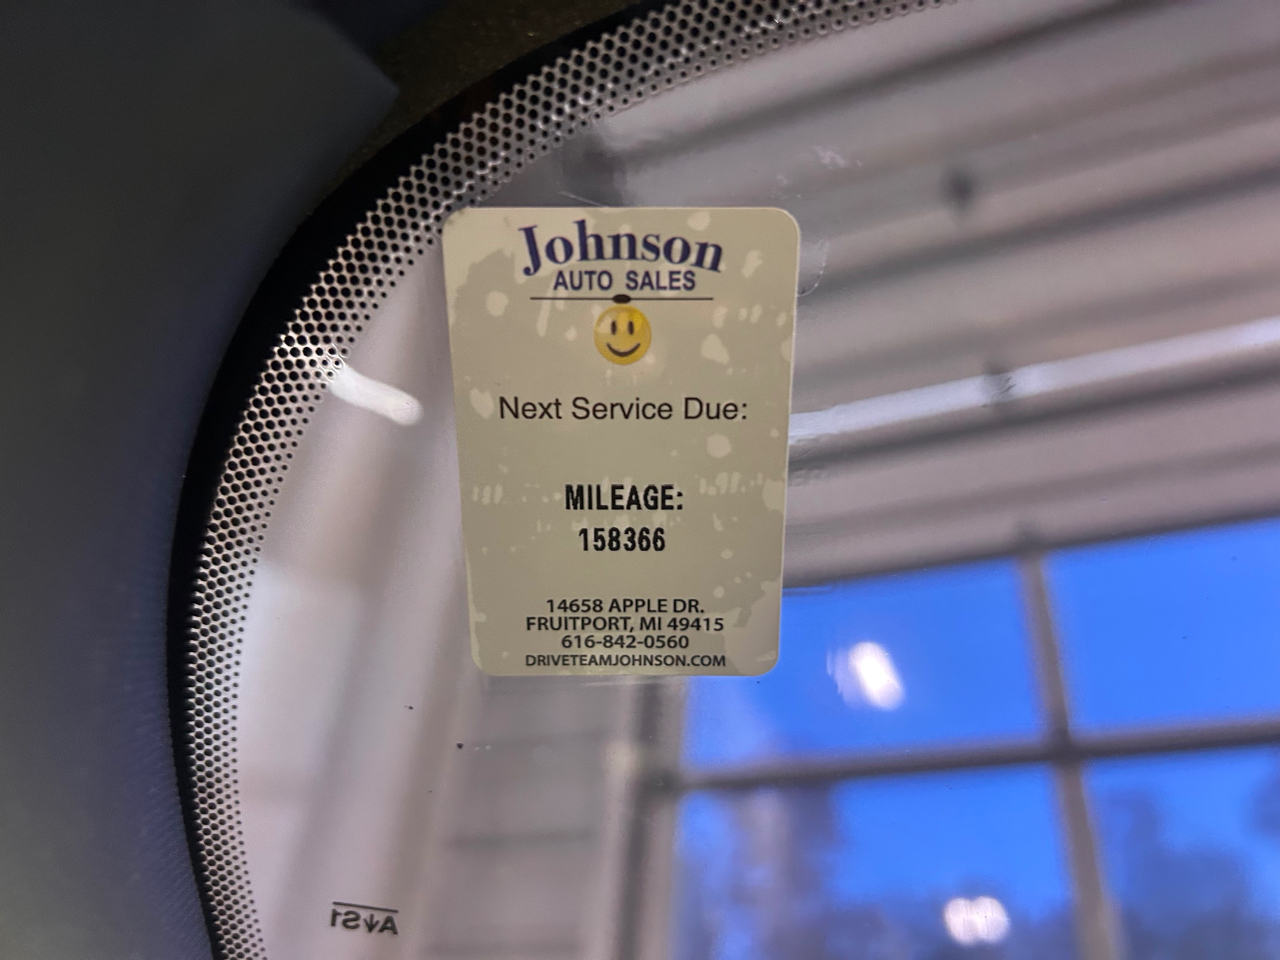 Johnson
AUTO SALES
Next Service Due:
MILEAGE:
158366
14658 APPLE DR.
FRUITPORT, MI 49415
616-842-0560
DRIVETEAMJOHNSON.COM
A↓S1